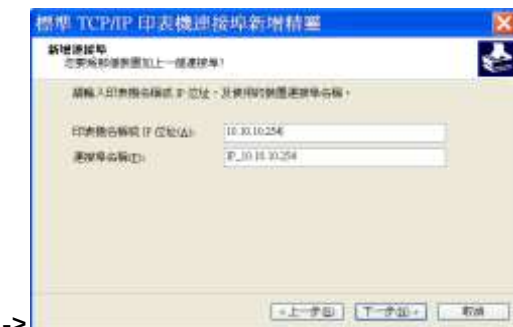 標準 TCP/IP 印表機連接埠新增精靈
新增連接埠
您要將哪個裝置加上一個連接埠?
請輸入印表機名稱或 IP 位址,及使用的裝置連接埠名稱。
印表機名稱或 IP 位址(A):
10.10.10.254
連接埠名稱(P):
IP_10.10.10.254
<上一步(B)
下一步(N)>
取消
->